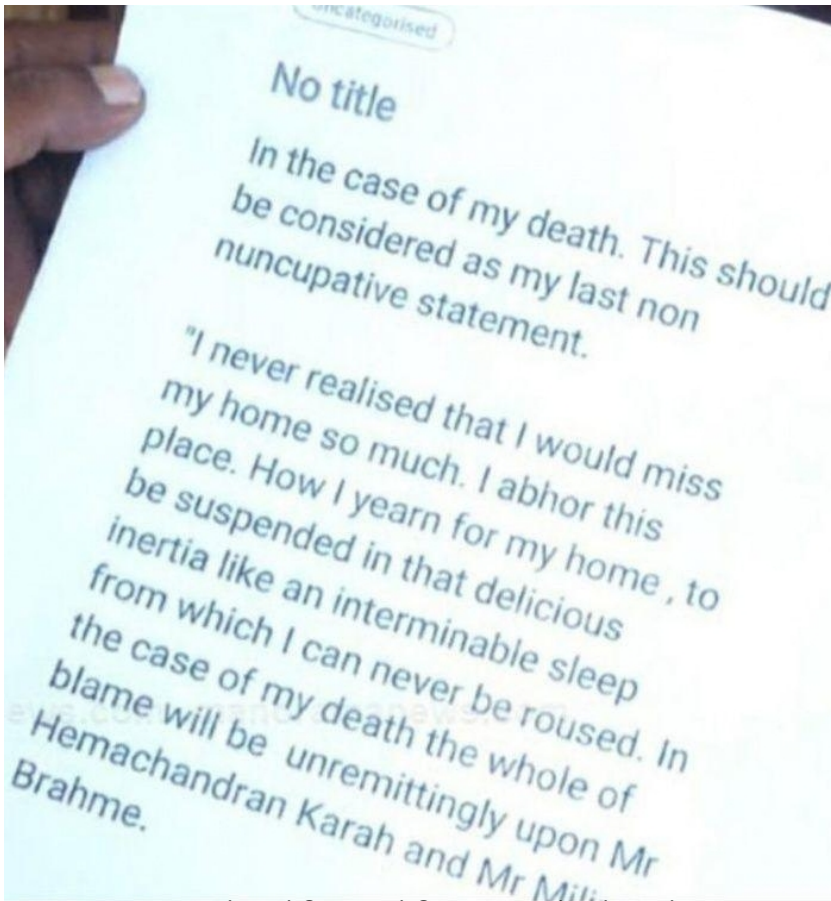 Uncategorised
No title
In the case of my death. This should
be considered as my last non
nuncupative statement.
"I never realised that I would miss
my home so much. I abhor this
place. How I yearn for my home , to
be suspended in that delicious
inertia like an interminable sleep
from which I can never be roused. In
the case of my death the whole of
blame will be unremittingly upon Mr
Hemachandran Karah and Mr
Brahme.